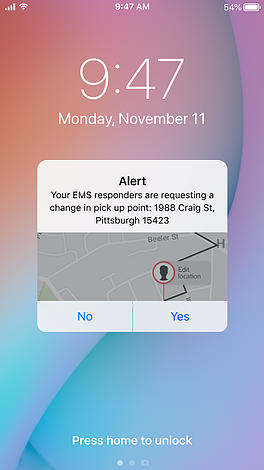 9:47 AM 54%
9:47
Monday, November 11
Alert
Your EMS responders are requesting a
change in pick up point: 1988 Craig St,
Pittsburgh 15423
Beeler St
H
Edit
location
No Yes
Press home to unlock